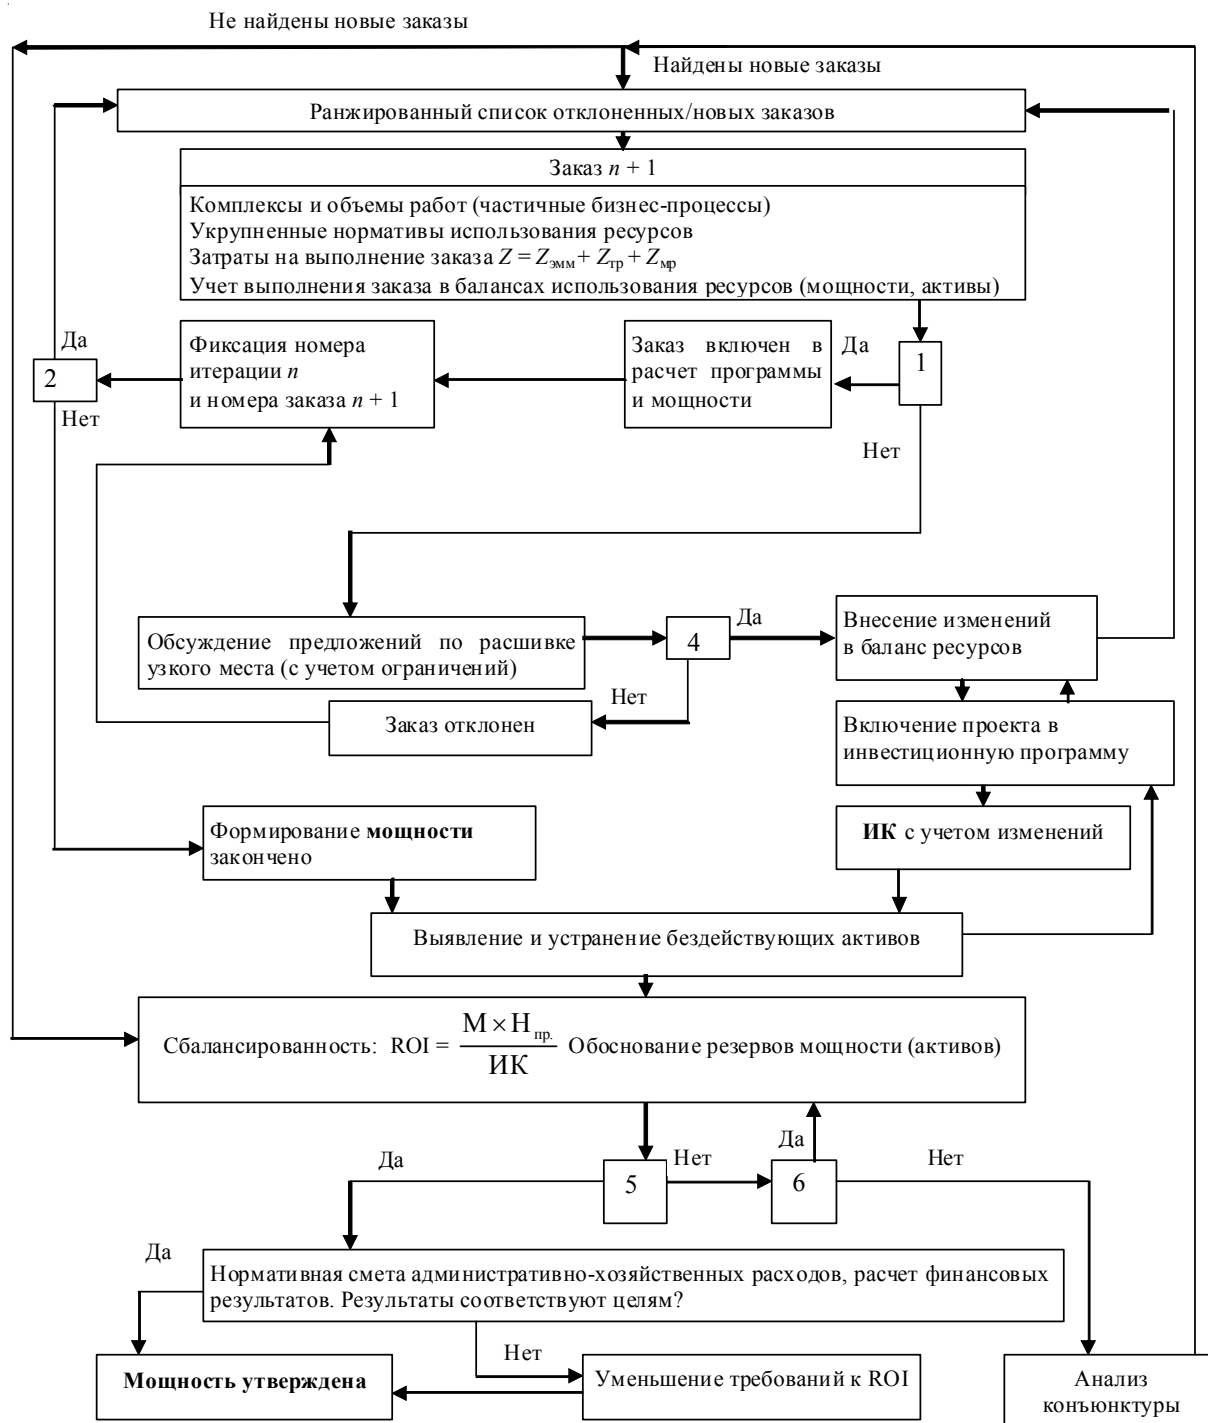 Не найдены новые заказы
Найдены новые заказы
Ранжированный список отклоненных/новых заказов
Заказ n + 1
Комплексы и объемы работ (частичные бизнес-процессы)
Укрупненные нормативы использования ресурсов
Затраты на выполнение заказа Z = Zэмм + Zтр + Zмр
Учет выполнения заказа в балансах использования ресурсов (мощности, активы)
Да
2
Нет
Фиксация номера
итерации n
и номера заказа n + 1
Заказ включен в
расчет программы
и мощности
Да
1
Нет
Обсуждение предложений по расшивке
узкого места (с учетом ограничений)
4
Да
Нет
Внесение изменений
в баланс ресурсов
Заказ отклонен
Включение проекта в
инвестиционную программу
Формирование мощности
закончено
ИК с учетом изменений
Выявление и устранение бездействующих активов
Сбалансированность: ROI = М × Нпр. / ИК Обоснование резервов мощности (активов)
Да
5
Нет
Да
6
Нет
Да
Нормативная смета административно-хозяйственных расходов, расчет финансовых
результатов. Результаты соответствуют целям?
Нет
Мощность утверждена
Уменьшение требований к ROI
Анализ
конъюнктуры